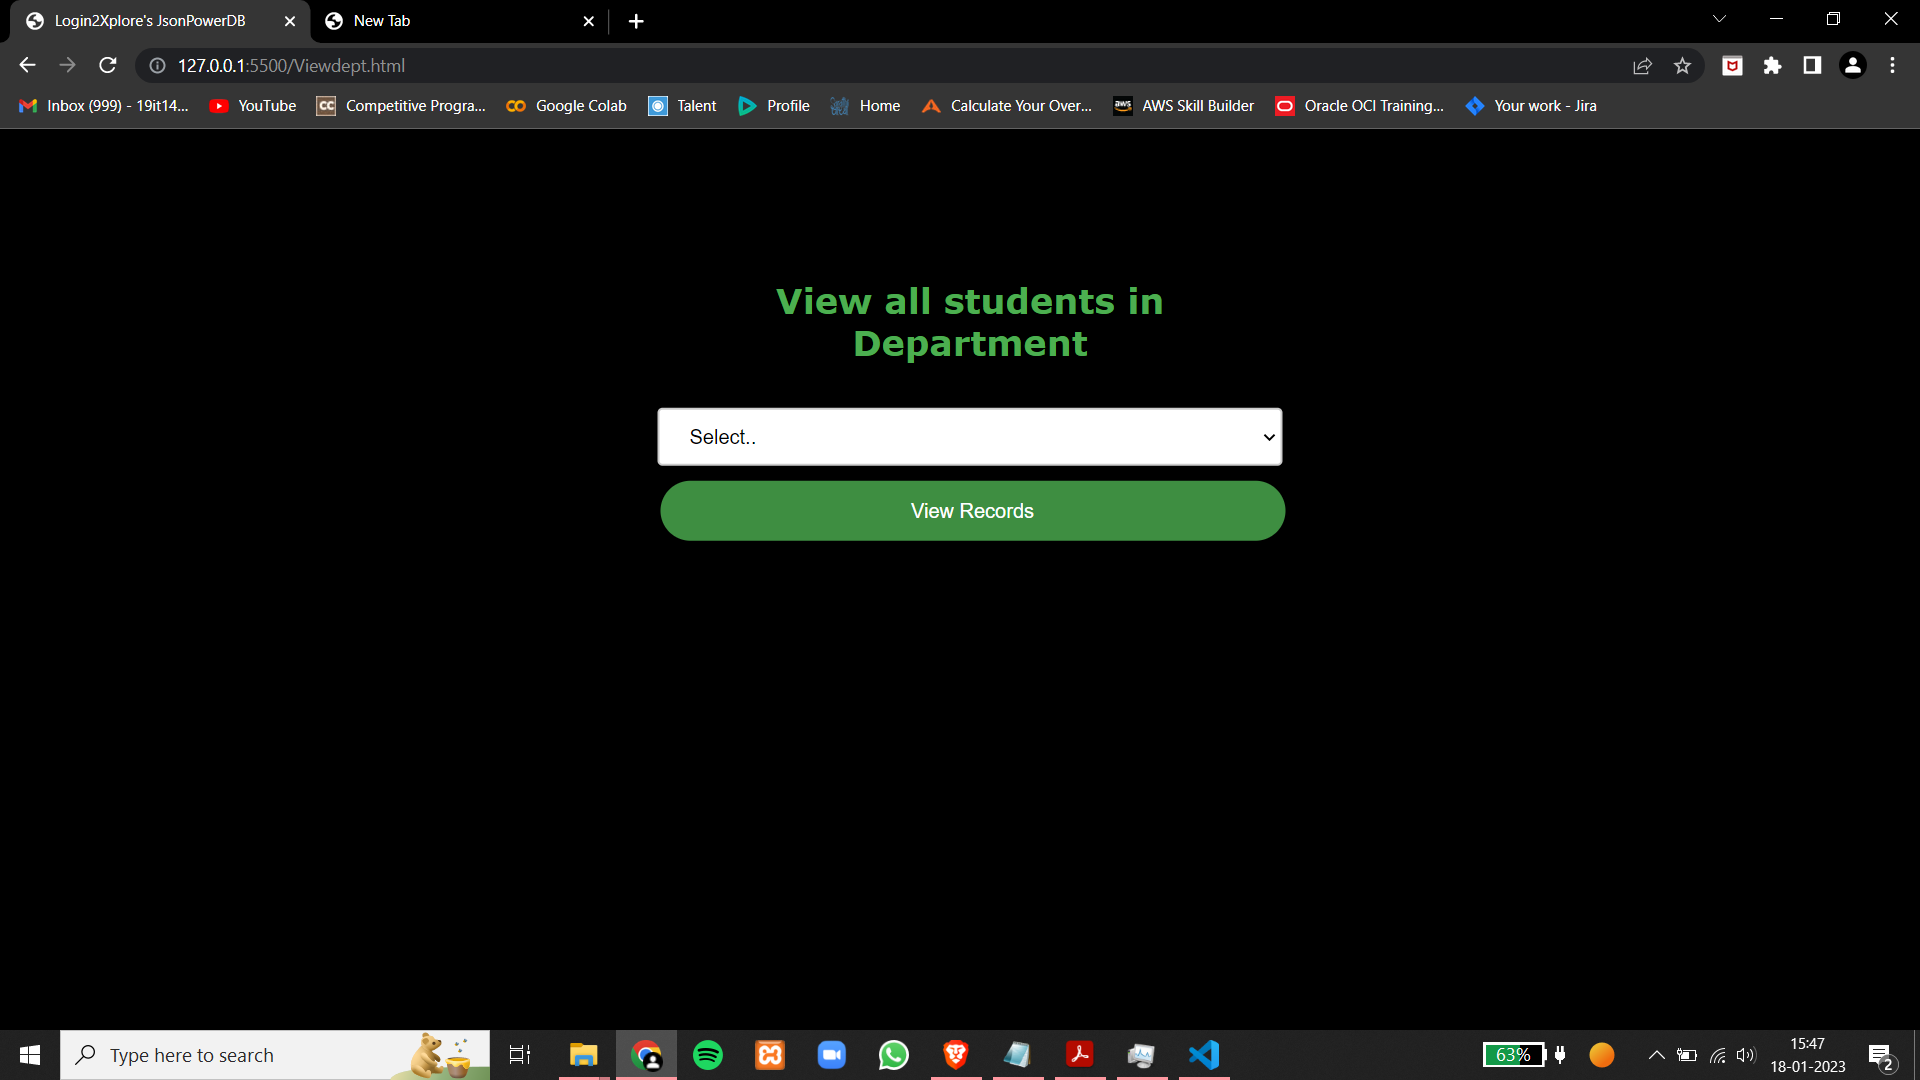 Login2Xplore's JsonPowerDB
New Tab
127.0.0.1:5500/Viewdept.html
Inbox (999) - 19it14...
YouTube
CC
Competitive Progra...
Google Colab
Talent
Profile
Home
Calculate Your Over...
aws
AWS Skill Builder
Oracle OCI Training...
Your work - Jira
View all students in
Department
Select..
View Records
Type here to search
63%
15:47
18-01-2023
2